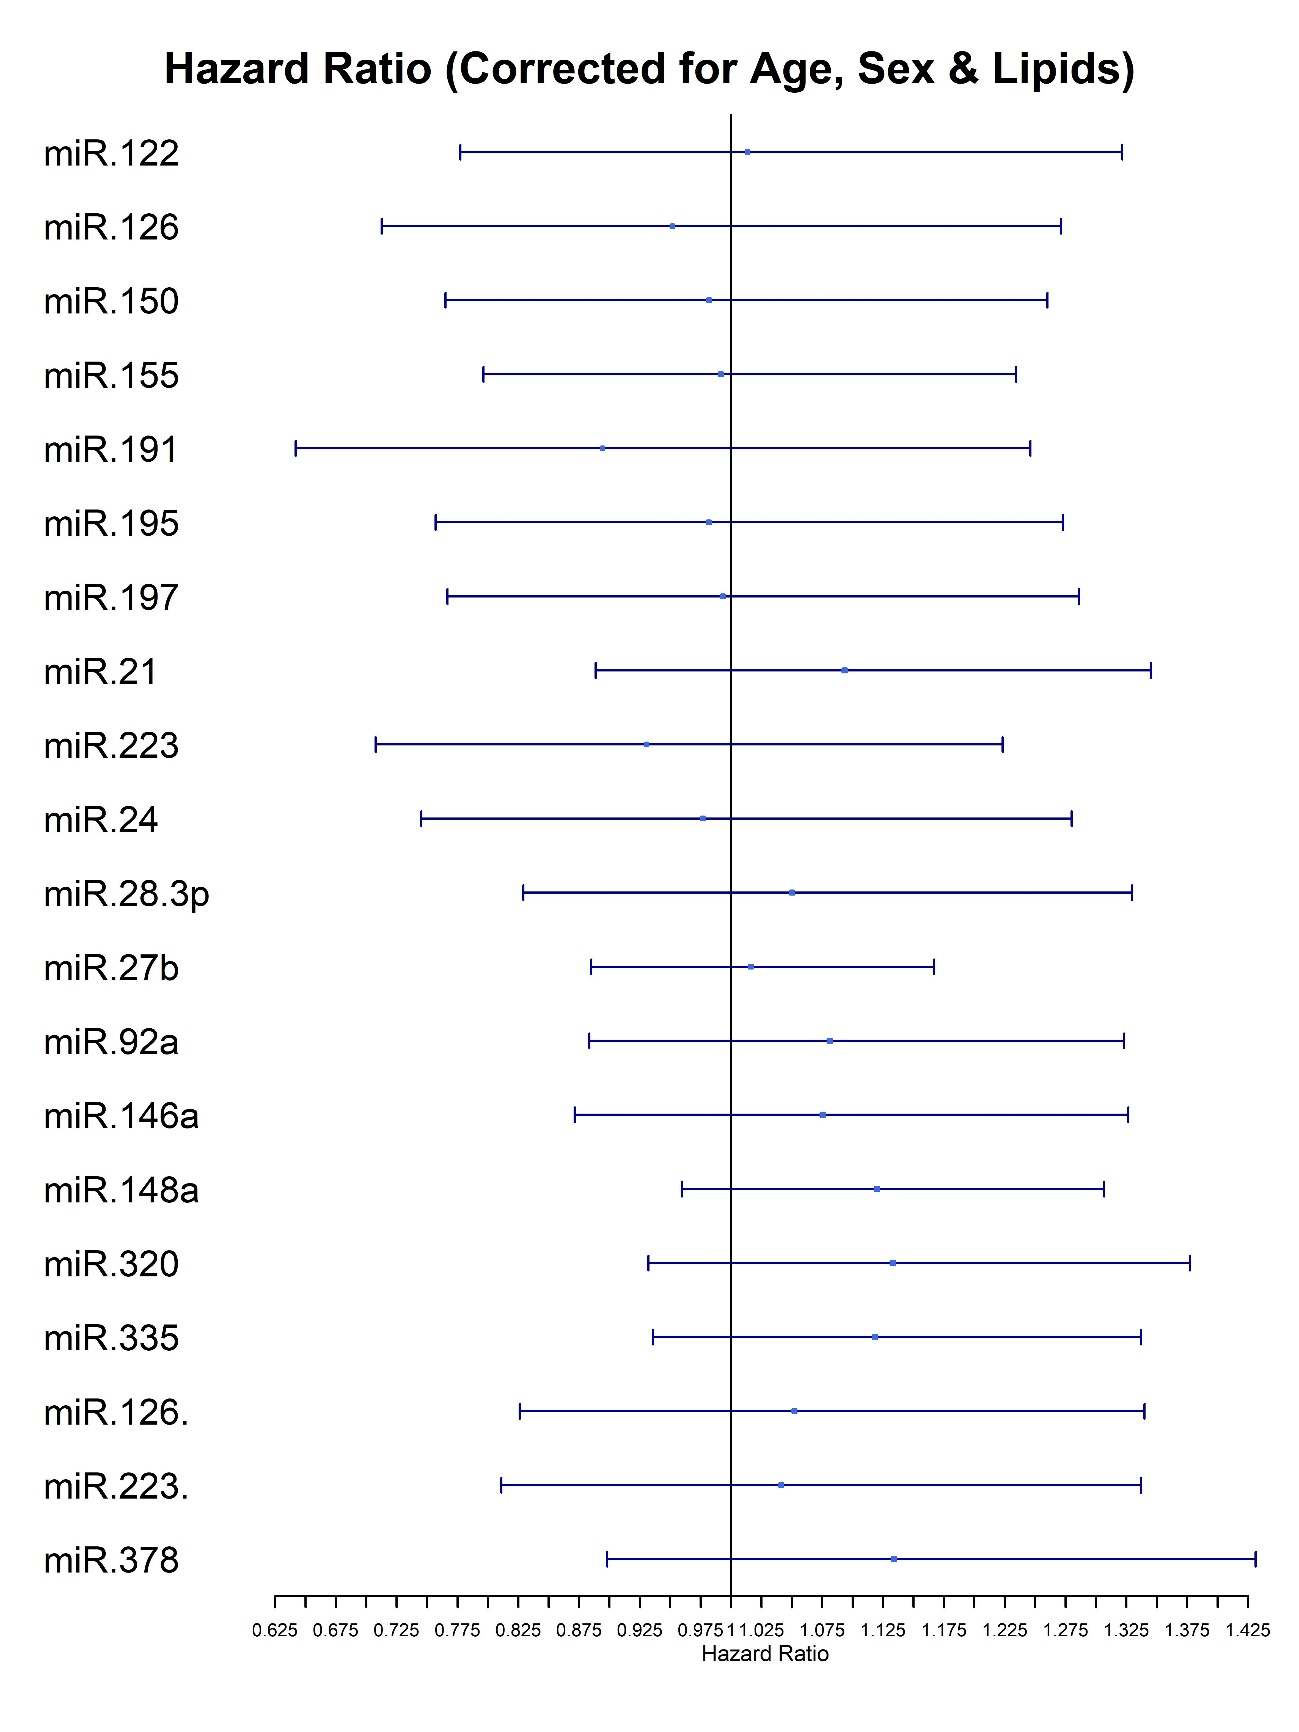 Hazard Ratio (Corrected for Age, Sex & Lipids)
miR.122
miR.126
miR.150
miR.155
miR.191
miR.195
miR.197
miR.21
miR.223
miR.24
miR.28.3p
miR.27b
miR.92a
miR.146a
miR.148a
miR.320
miR.335
miR.126.
miR.223.
miR.378
0.625 0.675 0.725 0.775 0.825 0.875 0.925 0.975 1 1.025 1.075 1.125 1.175 1.225 1.275 1.325 1.375 1.425
Hazard Ratio